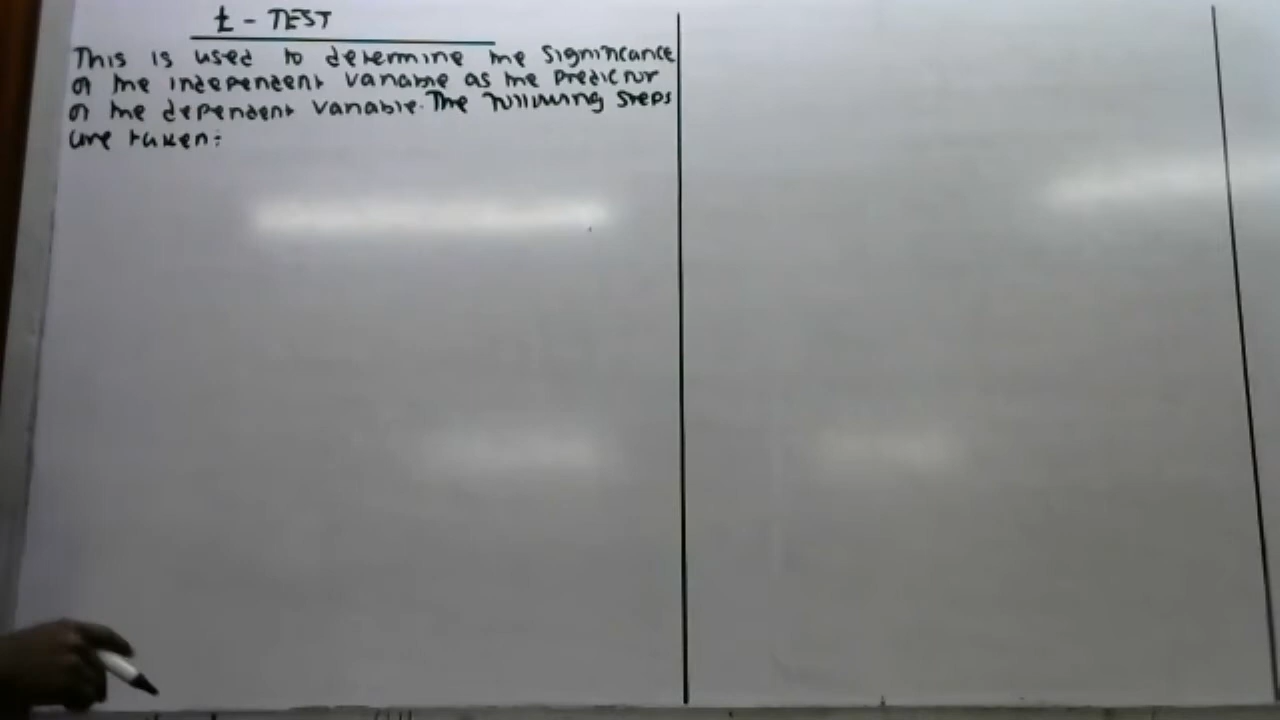 t - TEST
This is used to determine the significance
of the independent variable as the predictor
of the dependent variable. The following steps
are taken: